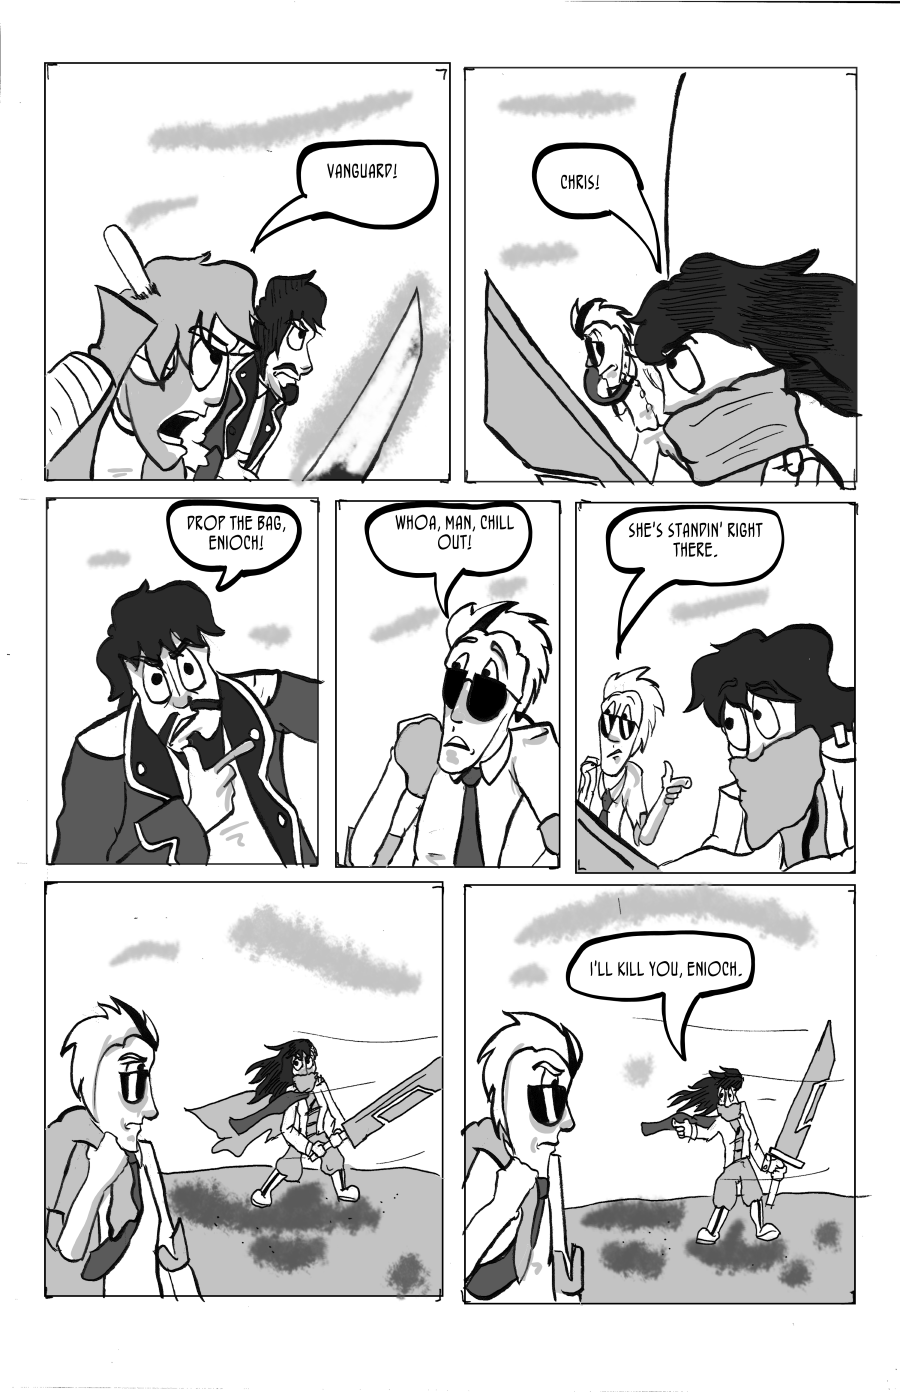 VANGUARD!
CHRIS!
DROP THE BAG,
ENIOCH!
WHOA, MAN, CHILL
OUT!
SHE'S STANDIN' RIGHT
THERE.
I'LL KILL YOU, ENIOCH.